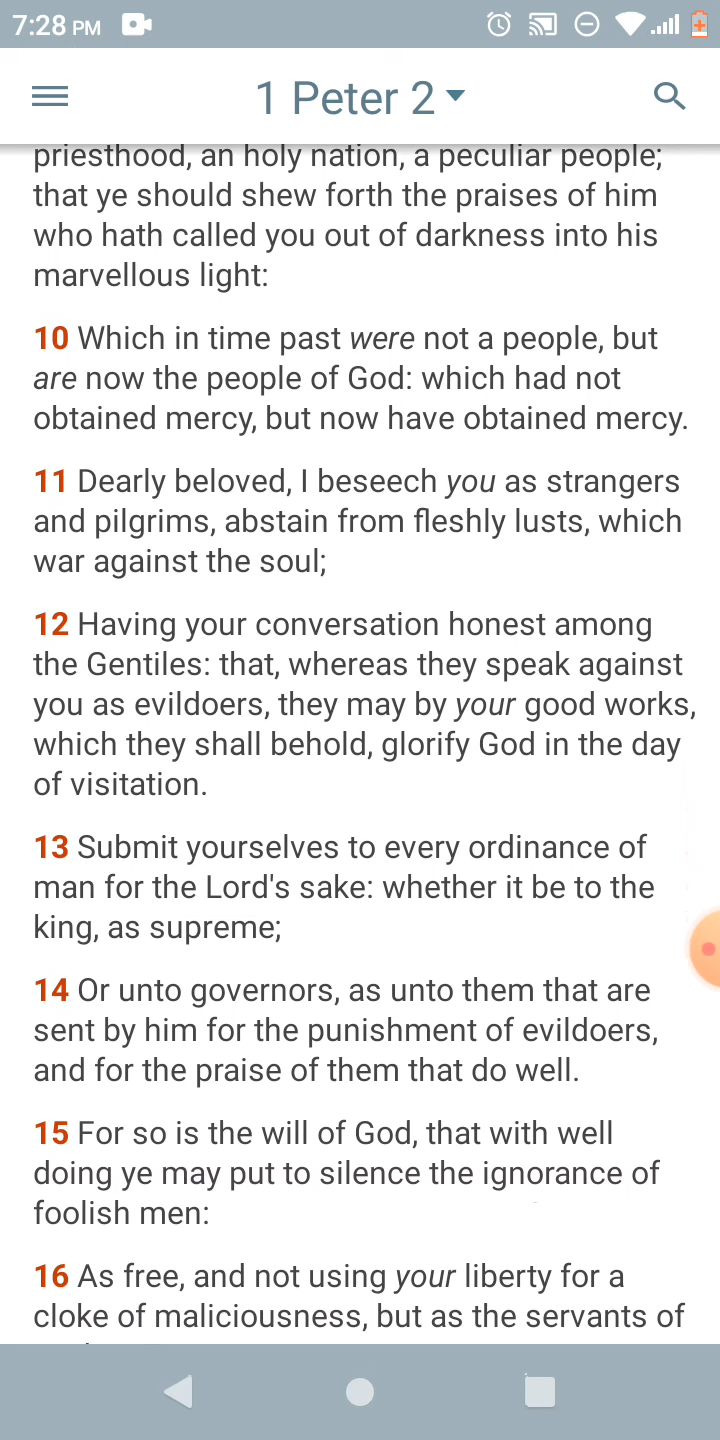 7:28 PM
1 Peter 2
priesthood, an holy nation, a peculiar people;
that ye should shew forth the praises of him
who hath called you out of darkness into his
marvellous light:
10 Which in time past were not a people, but
are now the people of God: which had not
obtained mercy, but now have obtained mercy.
11 Dearly beloved, I beseech you as strangers
and pilgrims, abstain from fleshly lusts, which
war against the soul;
12 Having your conversation honest among
the Gentiles: that, whereas they speak against
you as evildoers, they may by your good works,
which they shall behold, glorify God in the day
of visitation.
13 Submit yourselves to every ordinance of
man for the Lord's sake: whether it be to the
king, as supreme;
14 Or unto governors, as unto them that are
sent by him for the punishment of evildoers,
and for the praise of them that do well.
15 For so is the will of God, that with well
doing ye may put to silence the ignorance of
foolish men:
16 As free, and not using your liberty for a
cloke of maliciousness, but as the servants of